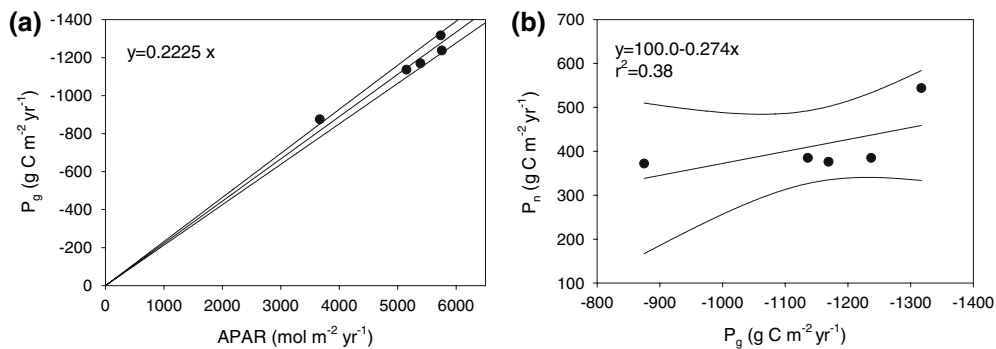 (a)
y=0.2225 x
-1400
-1200
-1000
-800
-600
-400
-200
0
P_g (g C m⁻² yr⁻¹)
0 1000 2000 3000 4000 5000 6000
APAR (mol m⁻² yr⁻¹)
(b)
y=100.0-0.274x
r²=0.38
700
600
500
400
300
200
100
P_n (g C m⁻² yr⁻¹)
-800 -900 -1000 -1100 -1200 -1300 -1400
P_g (g C m⁻² yr⁻¹)